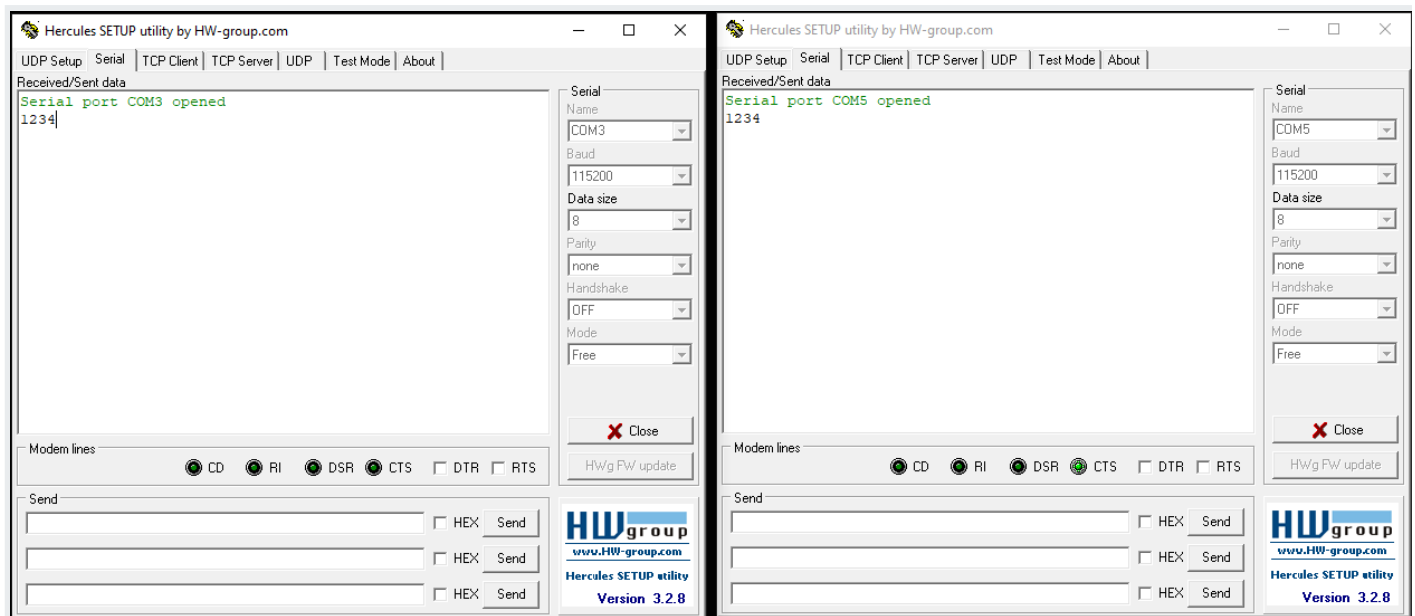 Hercules SETUP utility by HW-group.com
UDP Setup Serial TCP Client TCP Server UDP Test Mode About
Received/Sent data
Serial port COM3 opened
1234
Serial
Name
COM3
Baud
115200
Data size
8
Parity
none
Handshake
OFF
Mode
Free
Close
HWg FW update
Modem lines
CD RI DSR CTS DTR RTS
Send
HEX Send
HEX Send
HEX Send
HW group
www.HW-group.com
Hercules SETUP utility
Version 3.2.8
Hercules SETUP utility by HW-group.com
UDP Setup Serial TCP Client TCP Server UDP Test Mode About
Received/Sent data
Serial port COM5 opened
1234
Serial
Name
COM5
Baud
115200
Data size
8
Parity
none
Handshake
OFF
Mode
Free
Close
HWg FW update
Modem lines
CD RI DSR CTS DTR RTS
Send
HEX Send
HEX Send
HEX Send
HW group
www.HW-group.com
Hercules SETUP utility
Version 3.2.8